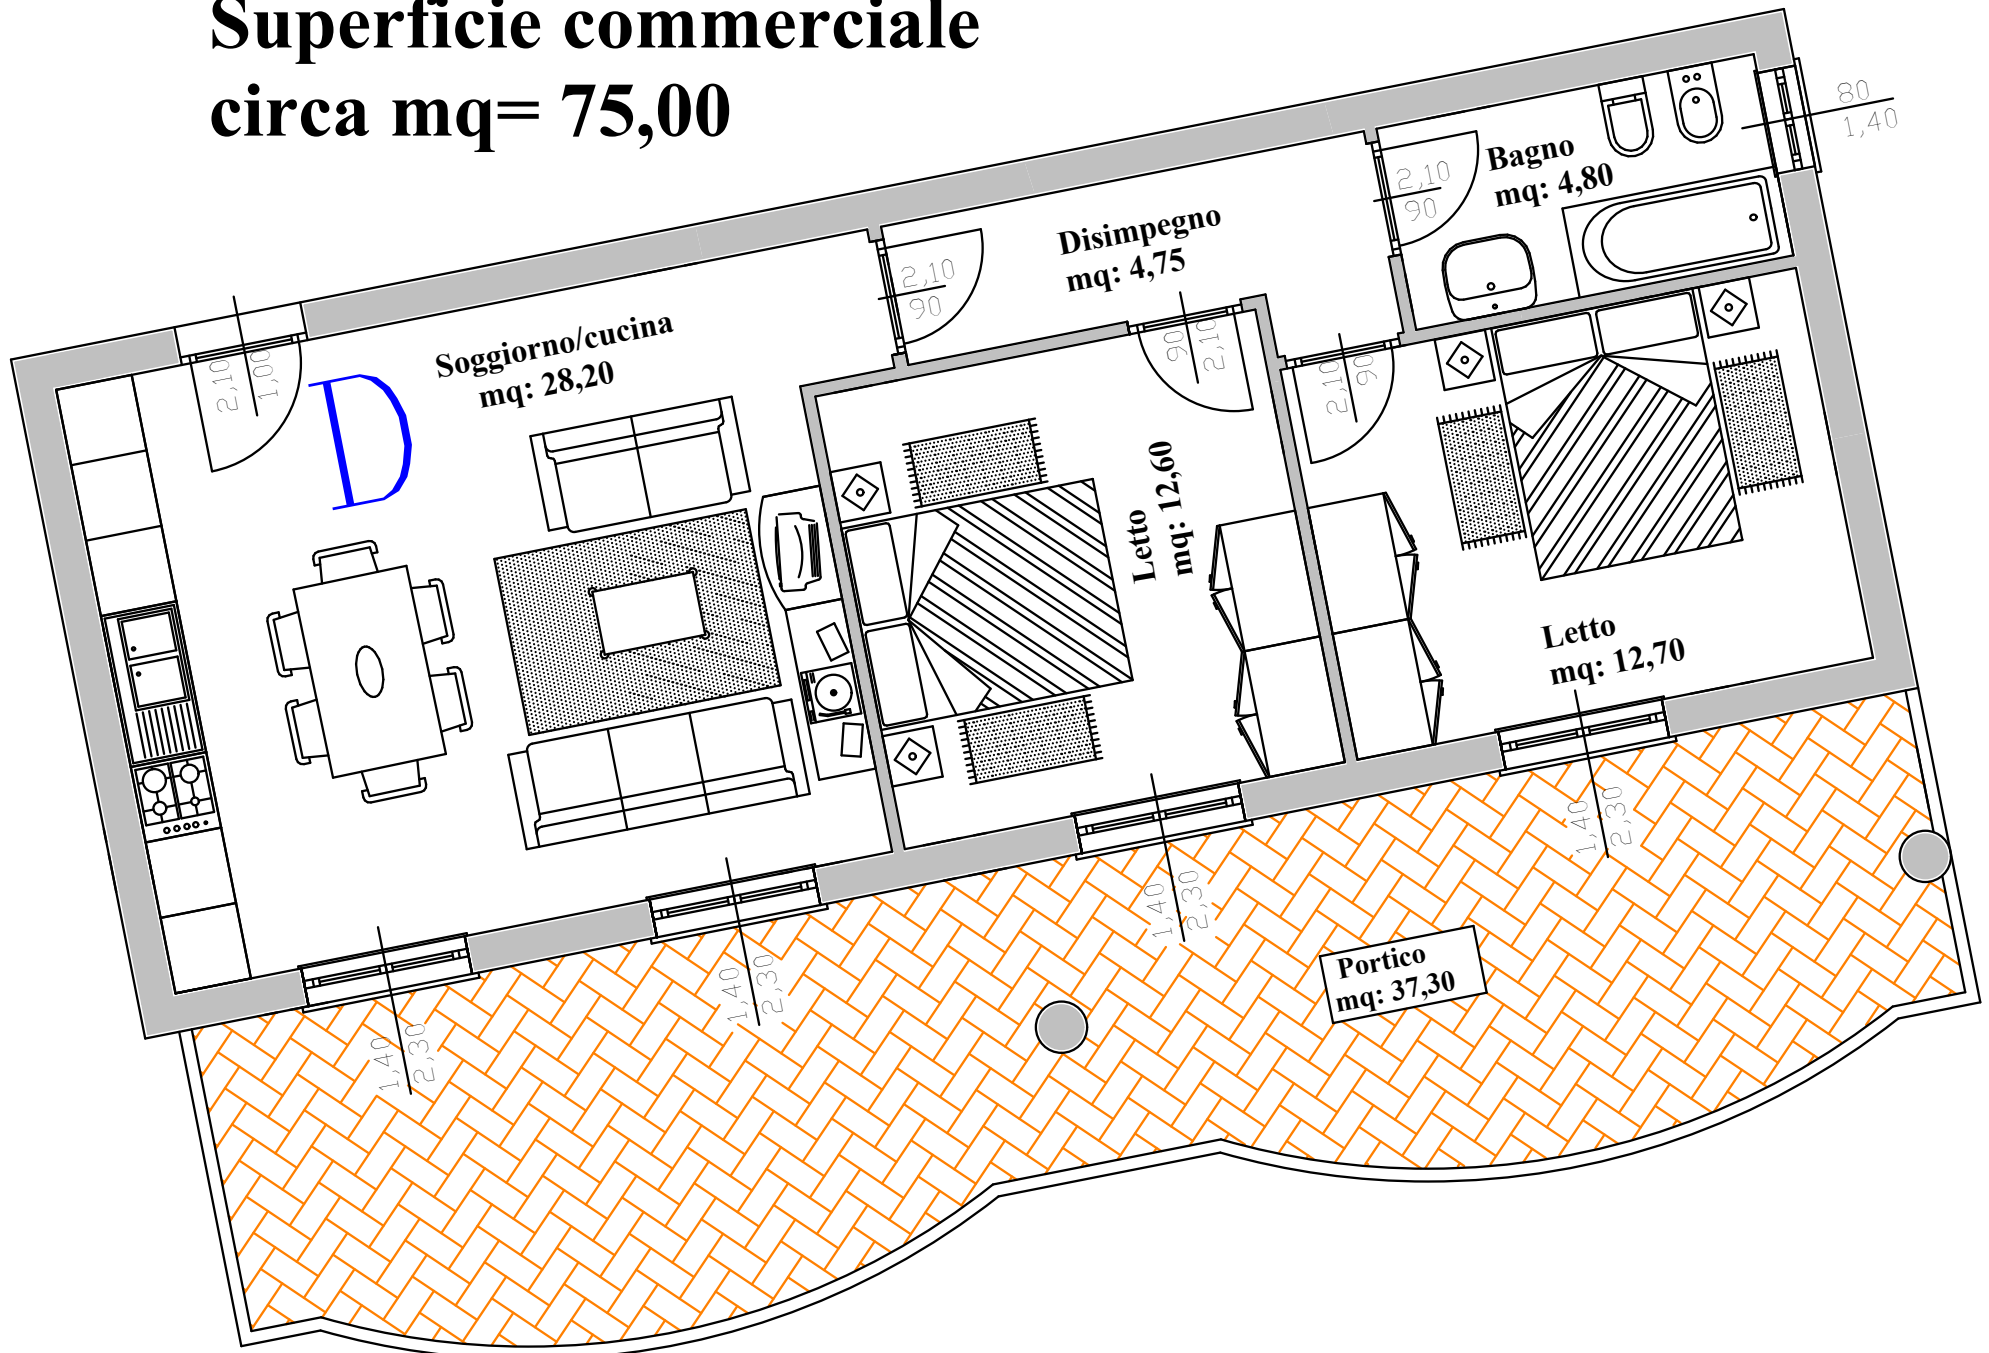 Superficie commerciale
circa mq= 75,00
80
1,40
Bagno
mq: 4,80
2,10
90
Disimpegno
mq: 4,75
2,10
90
Soggiorno/cucina
mq: 28,20
2,10
1,00
D
90
2,10
2,10
90
Letto
mq: 12,60
Letto
mq: 12,70
1,40
2,30
1,40
2,30
1,40
2,30
1,40
2,30
Portico
mq: 37,30